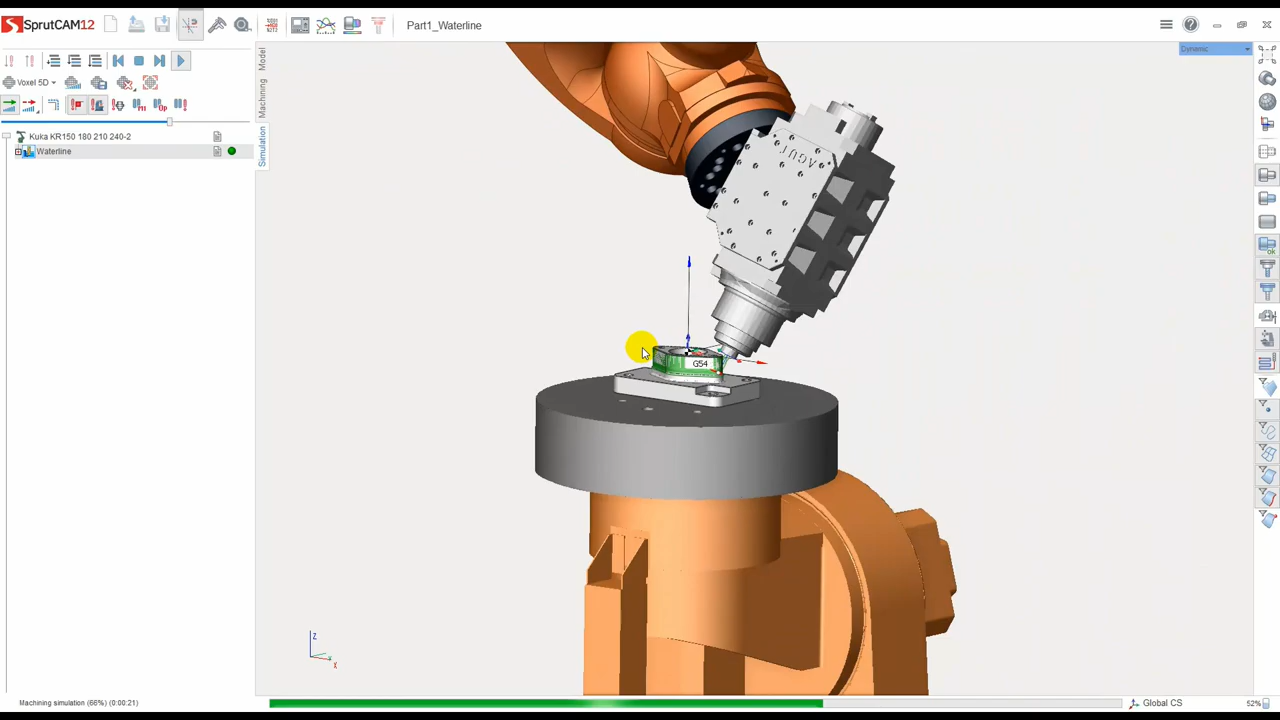 SprutCAM12
Part1_Waterline
Dynamic
Voxel 5D
Model
Machining
Simulation
Kuka KR150 180 210 240-2
Waterline
AGUT
G54
Z
X
Machining simulation (66%) (0:00:21)
Global CS
52%